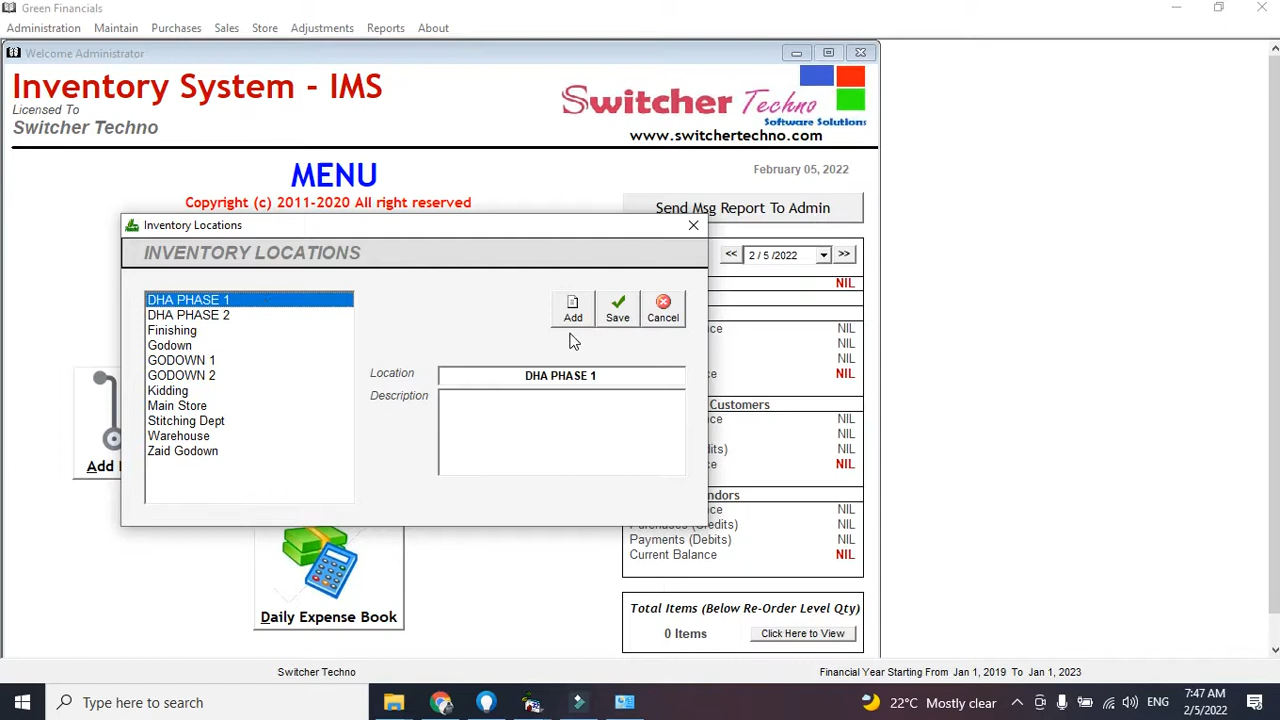 Green Financials
Administration Maintain Purchases Sales Store Adjustments Reports About
Welcome Administrator
Inventory System - IMS
Licensed To
Switcher Techno
Switcher Techno
Software Solutions
www.switchertechno.com
MENU
February 05, 2022
Copyright (c) 2011-2020 All right reserved
Send Msg Report To Admin
Inventory Locations
INVENTORY LOCATIONS
<< 2 / 5 /2022 >>
NIL
DHA PHASE 1
DHA PHASE 2
Finishing
Godown
GODOWN 1
GODOWN 2
Kidding
Main Store
Stitching Dept
Warehouse
Zaid Godown
Add Save Cancel
Location DHA PHASE 1
Description
NIL
NIL
NIL
NIL
Customers
NIL
NIL
NIL
NIL
NIL
NIL
Purchases (Credits) NIL
Payments (Debits) NIL
Current Balance NIL
Add
Daily Expense Book
Total Items (Below Re-Order Level Qty)
0 Items Click Here to View
Switcher Techno Financial Year Starting From Jan 1, 2019 To Jan 1, 2023
Type here to search
22°C Mostly clear ENG
7:47 AM
2/5/2022